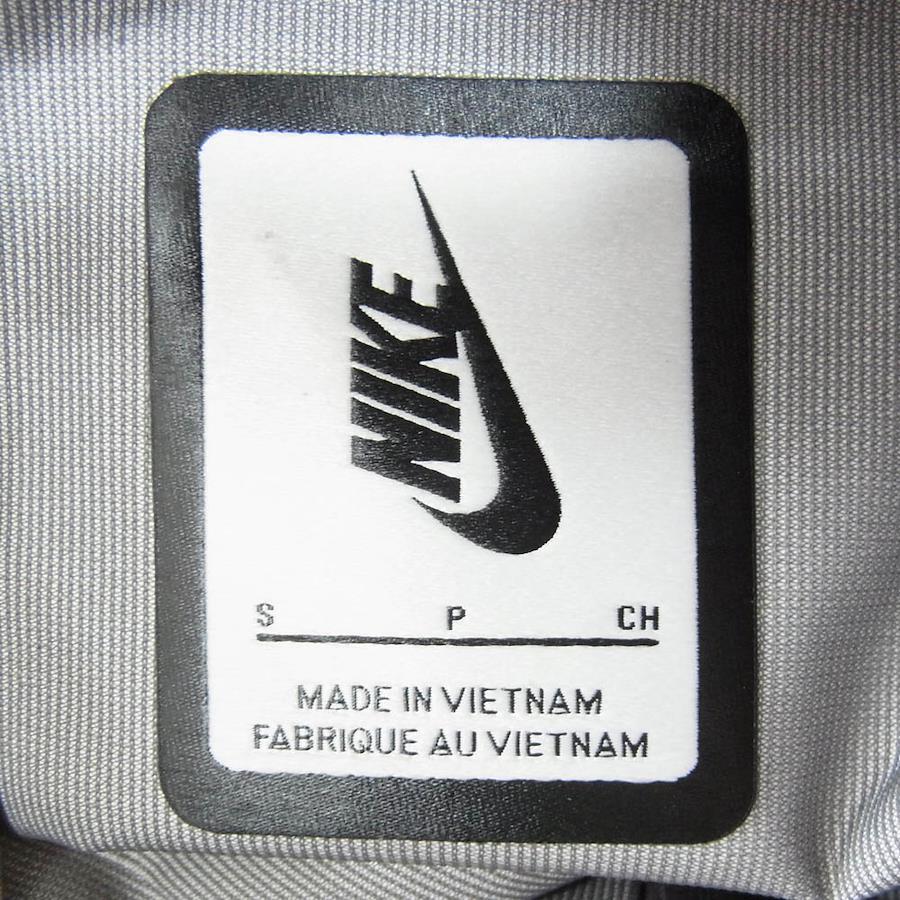 NIKE
S P CH
MADE IN VIETNAM
FABRIQUE AU VIETNAM